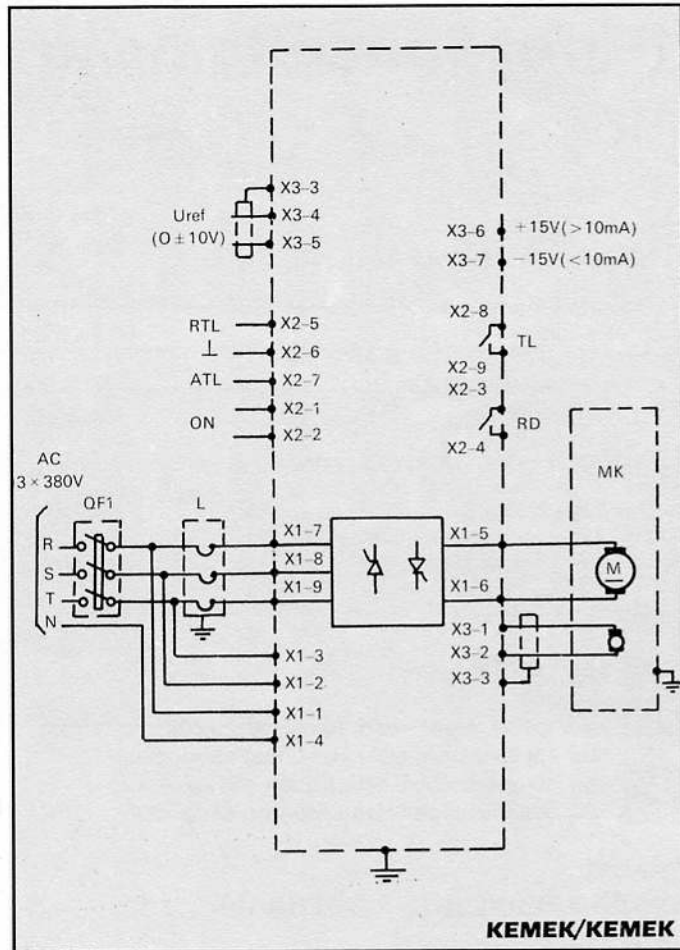 X3-3
Uref
X3-4
(0 ± 10V)
X3-5
X3-6
+15V(>10mA)
X3-7
−15V(<10mA)
X2-8
RTL
X2-5
TL
⊥
X2-6
X2-9
ATL
X2-7
X2-3
X2-1
ON
RD
X2-2
X2-4
AC
3 × 380V
QF1
L
MK
R
X1-7
X1-5
S
X1-8
M
T
X1-9
X1-6
N
X3-1
X1-3
X3-2
X1-2
X3-3
X1-1
X1-4
KEMEK/KEMEK